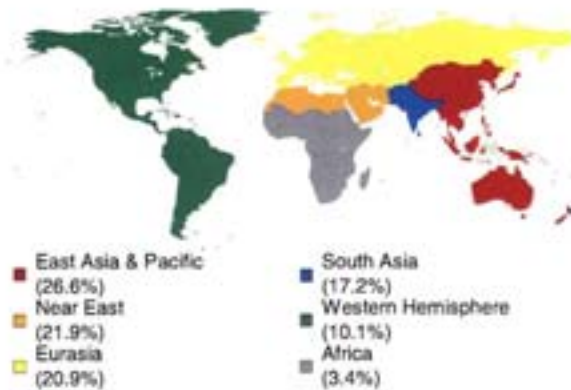 East Asia & Pacific
(26.6%)
Near East
(21.9%)
Eurasia
(20.9%)
South Asia
(17.2%)
Western Hemisphere
(10.1%)
Africa
(3.4%)